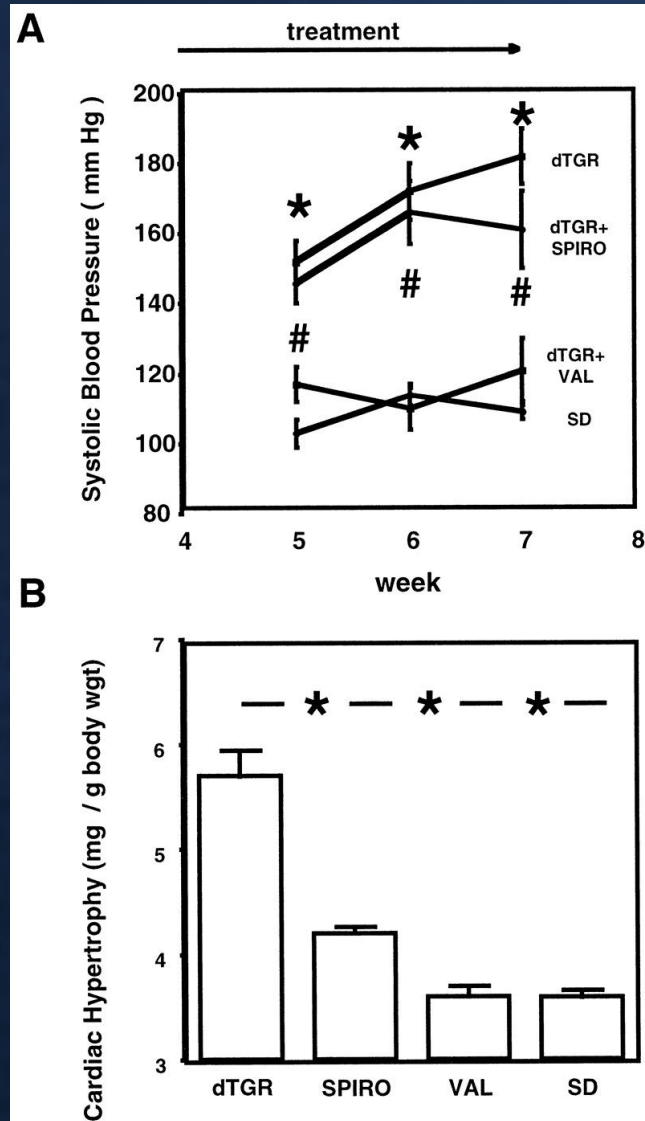 A
treatment
Systolic Blood Pressure ( mm Hg )
200
180
160
140
120
100
80
*
*
*
#
#
#
dTGR
dTGR+
SPIRO
dTGR+
VAL
SD
4 5 6 7 8
week
B
Cardiac Hypertrophy (mg / g body wgt)
7
6
5
4
3
* * *
dTGR SPIRO VAL SD